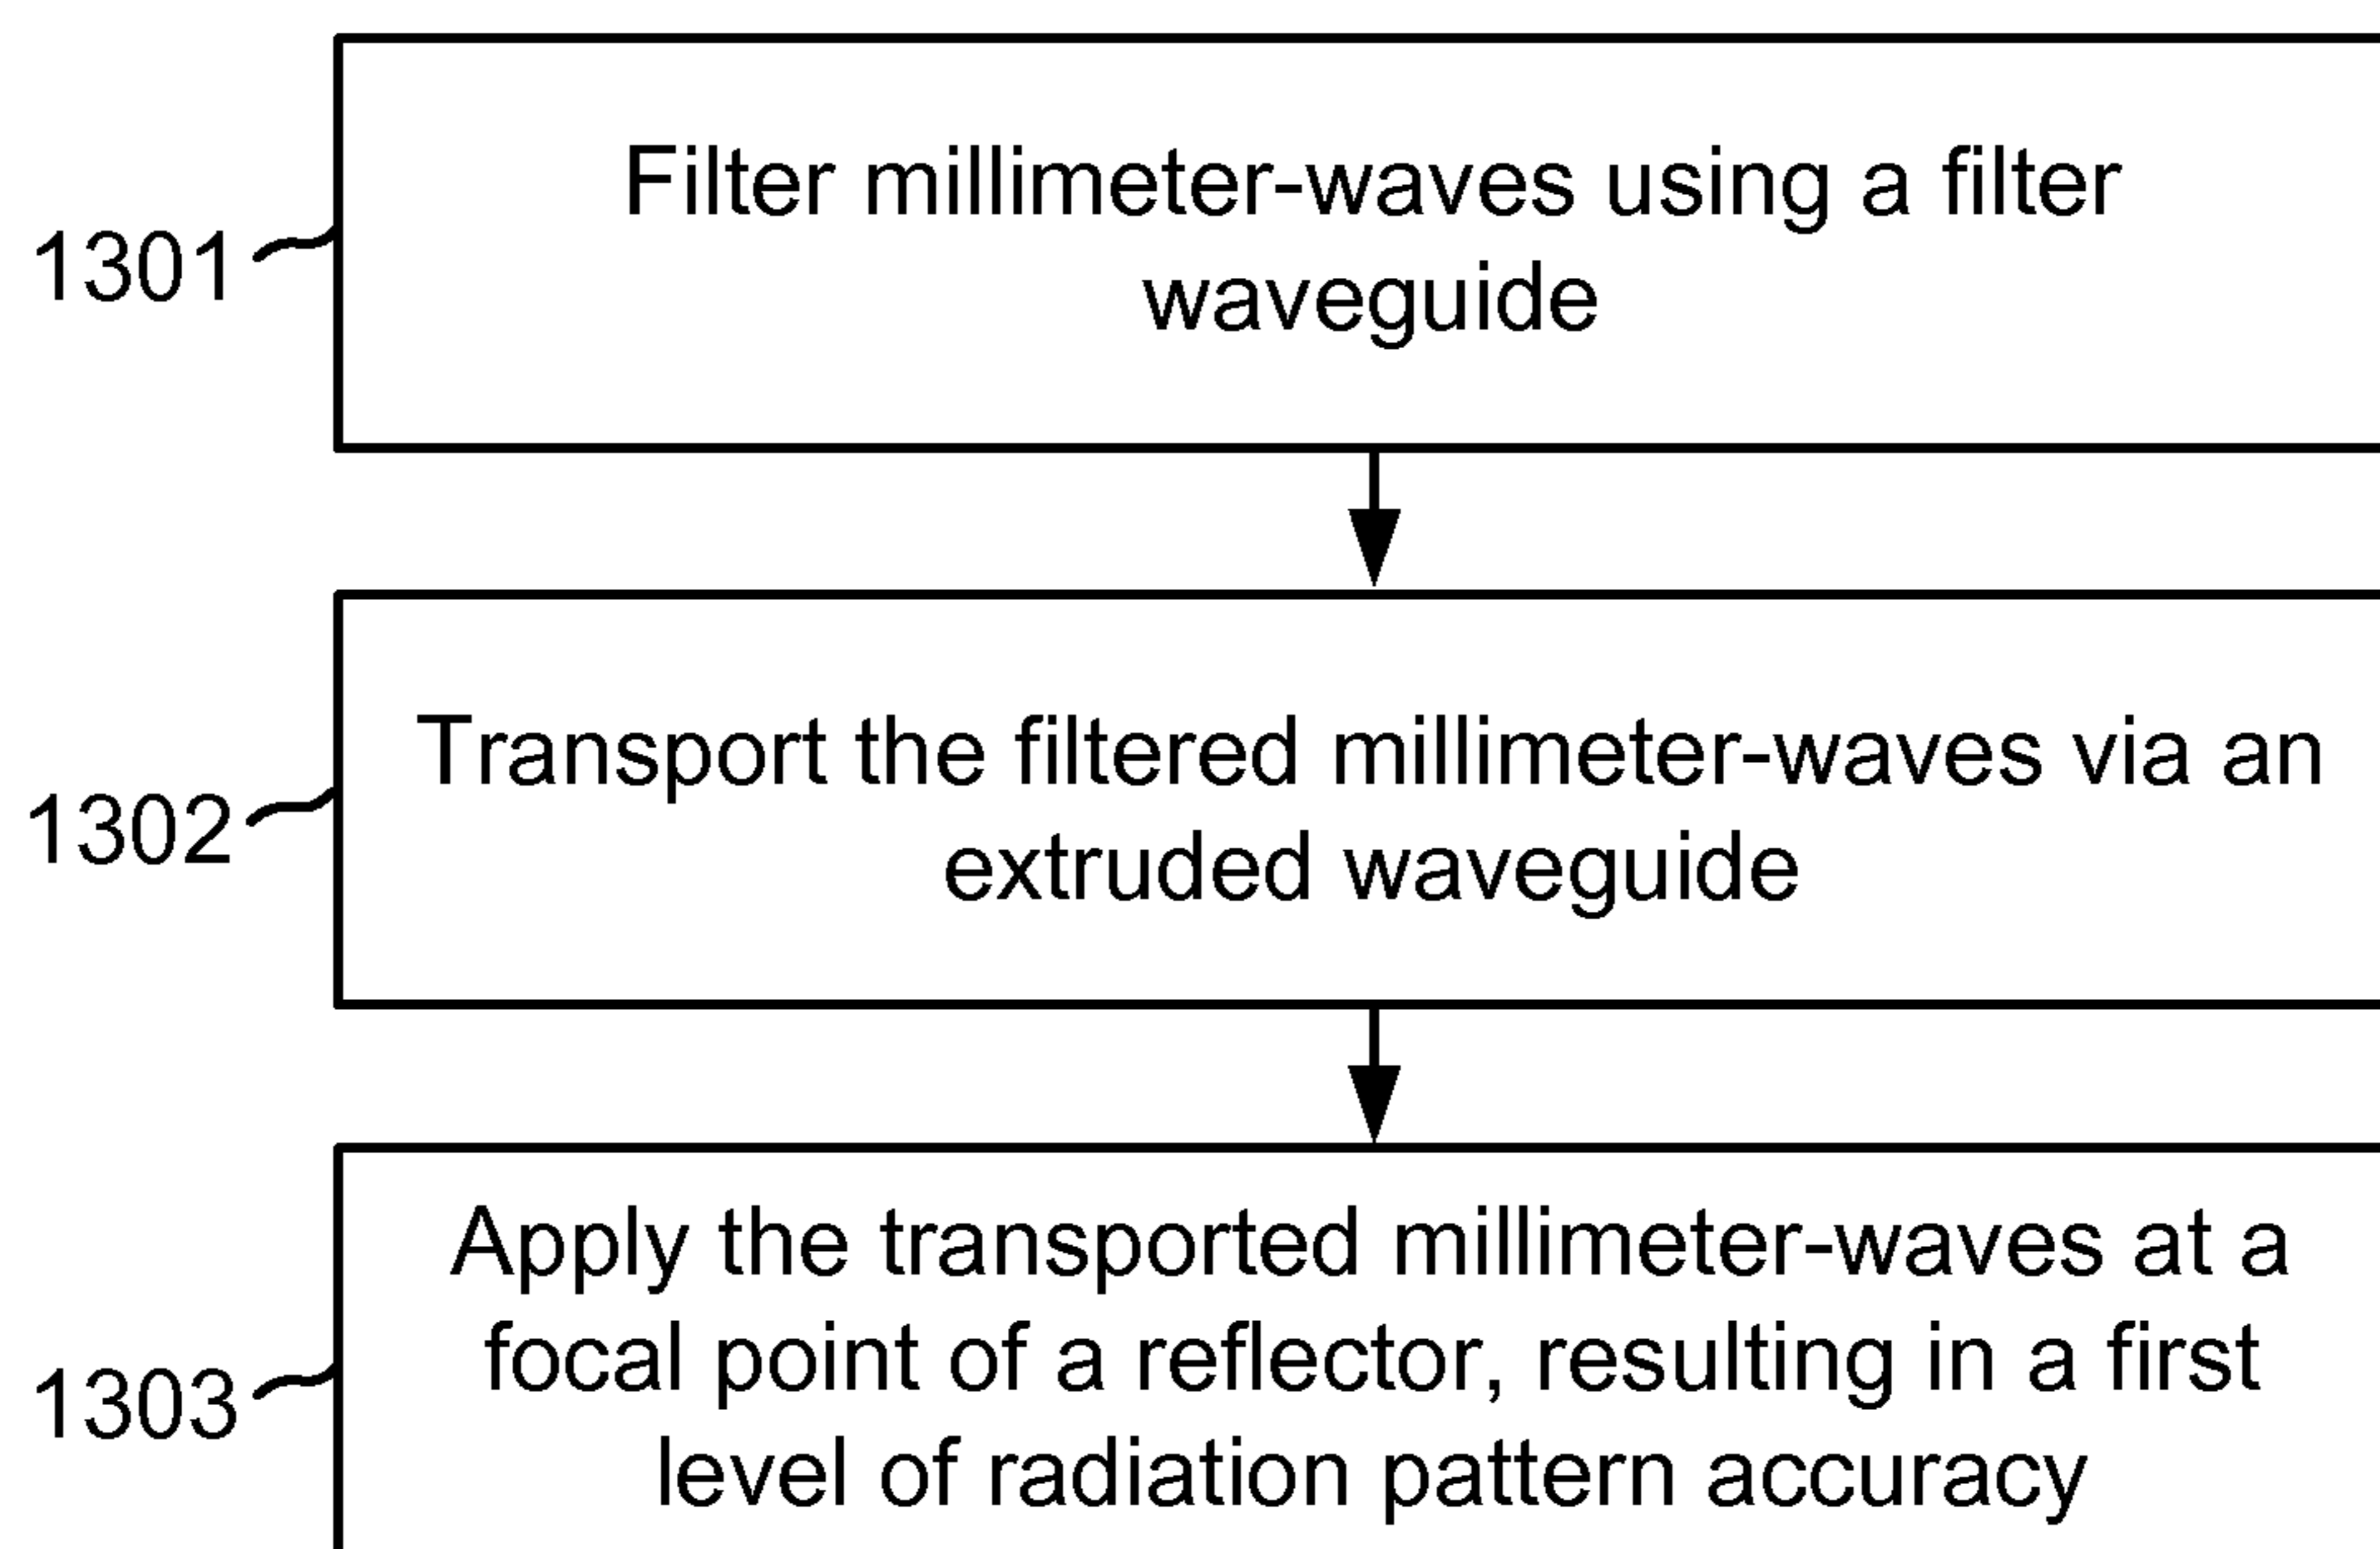 Filter millimeter-waves using a filter
waveguide
1301
Transport the filtered millimeter-waves via an
extruded waveguide
1302
Apply the transported millimeter-waves at a
focal point of a reflector, resulting in a first
level of radiation pattern accuracy
1303